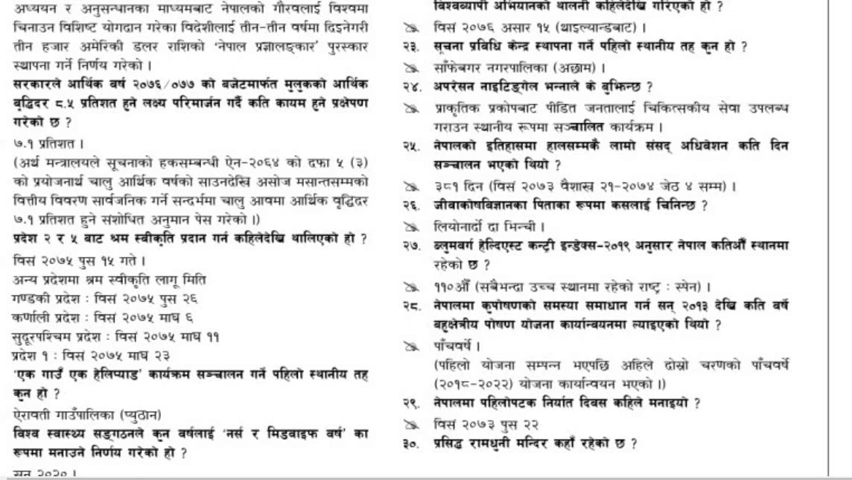 अध्ययन र अनुसन्धानका माध्यमबाट नेपालको गौरवलाई विश्वमा
चिनाउन विशिष्ट योगदान गरेका विदेशीलाई तीन-तीन वर्षमा दिइनेगरी
तीन हजार अमेरिकी डलर राशिको ‘नेपाल प्रज्ञालङ्कार’ पुरस्कार
स्थापना गर्ने निर्णय गरेको ।
सरकारले आर्थिक वर्ष २०७६/०७७ को बजेटमार्फत मुलुकको आर्थिक
वृद्धिदर ८.५ प्रतिशत हुने लक्ष्य परिमार्जन गर्दै कति कायम हुने प्रक्षेपण
गरेको छ ?
७.१ प्रतिशत ।
(अर्थ मन्त्रालयले सूचनाको हकसम्बन्धी ऐन-२०६४ को दफा ५ (३)
को प्रयोजनार्थ चालु आर्थिक वर्षको साउनदेखि असोज मसान्तसम्मको
वित्तीय विवरण सार्वजनिक गर्ने सन्दर्भमा चालु आवमा आर्थिक वृद्धिदर
७.१ प्रतिशत हुने संशोधित अनुमान पेस गरेको ।)
प्रदेश २ र ५ बाट श्रम स्वीकृति प्रदान गर्न कहिलेदेखि थालिएको हो ?
विसं २०७५ पुस १५ गते ।
अन्य प्रदेशमा श्रम स्वीकृति लागू मिति
गण्डकी प्रदेश : विसं २०७५ पुस २६
कर्णाली प्रदेश : विसं २०७५ माघ ६
सुदूरपश्चिम प्रदेश : विसं २०७५ माघ ११
प्रदेश १ : विसं २०७५ माघ २३
‘एक गाउँ एक हेलिप्याड’ कार्यक्रम सञ्चालन गर्ने पहिलो स्थानीय तह
कुन हो ?
ऐरावती गाउँपालिका (प्युठान)
विश्व स्वास्थ्य सङ्गठनले कुन वर्षलाई ‘नर्स र मिडवाइफ वर्ष’ का
रूपमा मनाउने निर्णय गरेको हो ?
सन् २०२० ।
विश्वव्यापी अभियानको थालनी कहिलेदेखि गरिएको हो ?
विसं २०७६ असार १५ (थाइल्यान्डबाट) ।
२३. सूचना प्रविधि केन्द्र स्थापना गर्ने पहिलो स्थानीय तह कुन हो ?
साँफेबगर नगरपालिका (अछाम) ।
२४. अपरेसन नाइटिङ्गेल भन्नाले के बुझिन्छ ?
प्राकृतिक प्रकोपबाट पीडित जनतालाई चिकित्सकीय सेवा उपलब्ध
गराउन स्थानीय रूपमा सञ्चालित कार्यक्रम ।
२५. नेपालको इतिहासमा हालसम्मकै लामो संसद् अधिवेशन कति दिन
सञ्चालन भएको थियो ?
३८१ दिन (विसं २०७३ वैशाख २१-२०७४ जेठ ४ सम्म) ।
२६. जीवाकोषविज्ञानका पिताका रूपमा कसलाई चिनिन्छ ?
लियोनार्दो दा भिन्ची ।
२७. ब्लुमबर्ग हेल्दिएस्ट कन्ट्री इन्डेक्स-२०१९ अनुसार नेपाल कतिऔँ स्थानमा
रहेको छ ?
११०औँ (सबैभन्दा उच्च स्थानमा रहेको राष्ट्र : स्पेन) ।
२८. नेपालमा कुपोषणको समस्या समाधान गर्न सन् २०१३ देखि कति वर्षे
बहुक्षेत्रीय पोषण योजना कार्यान्वयनमा ल्याइएको थियो ?
पाँचवर्षे ।
(पहिलो योजना सम्पन्न भएपछि अहिले दोस्रो चरणको पाँचवर्षे
(२०१८-२०२२) योजना कार्यान्वयन भएको ।)
२९. नेपालमा पहिलोपटक निर्यात दिवस कहिले मनाइयो ?
विसं २०७३ पुस २२
३०. प्रसिद्ध रामधुनी मन्दिर कहाँ रहेको छ ?